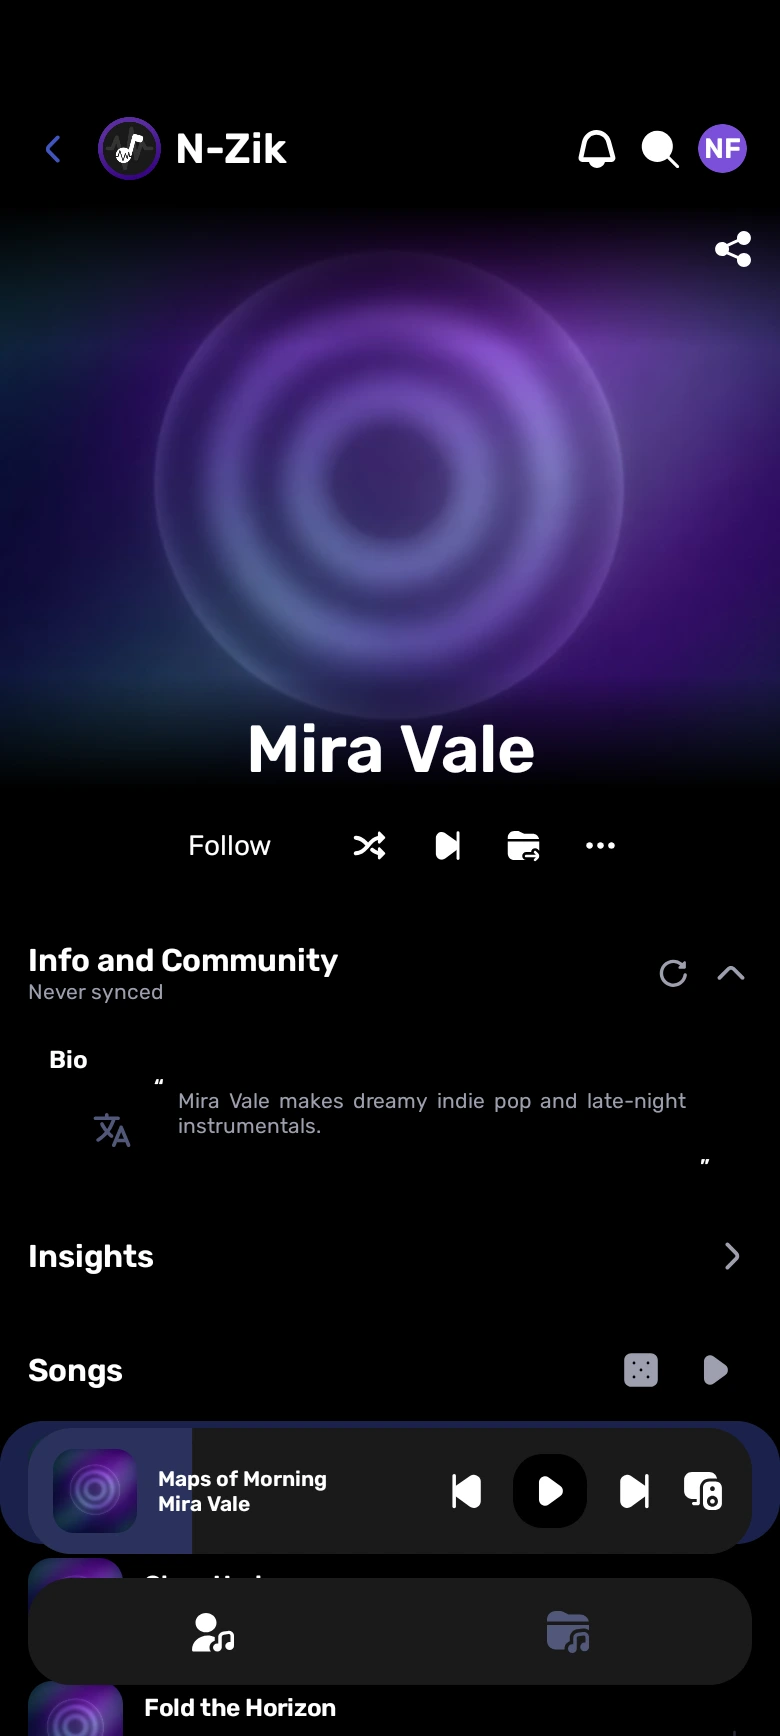 N-Zik
NF
Mira Vale
Follow
Info and Community
Never synced
Bio
“
Mira Vale makes dreamy indie pop and late-night
instrumentals.
”
Insights
Songs
Maps of Morning
Mira Vale
Fold the Horizon